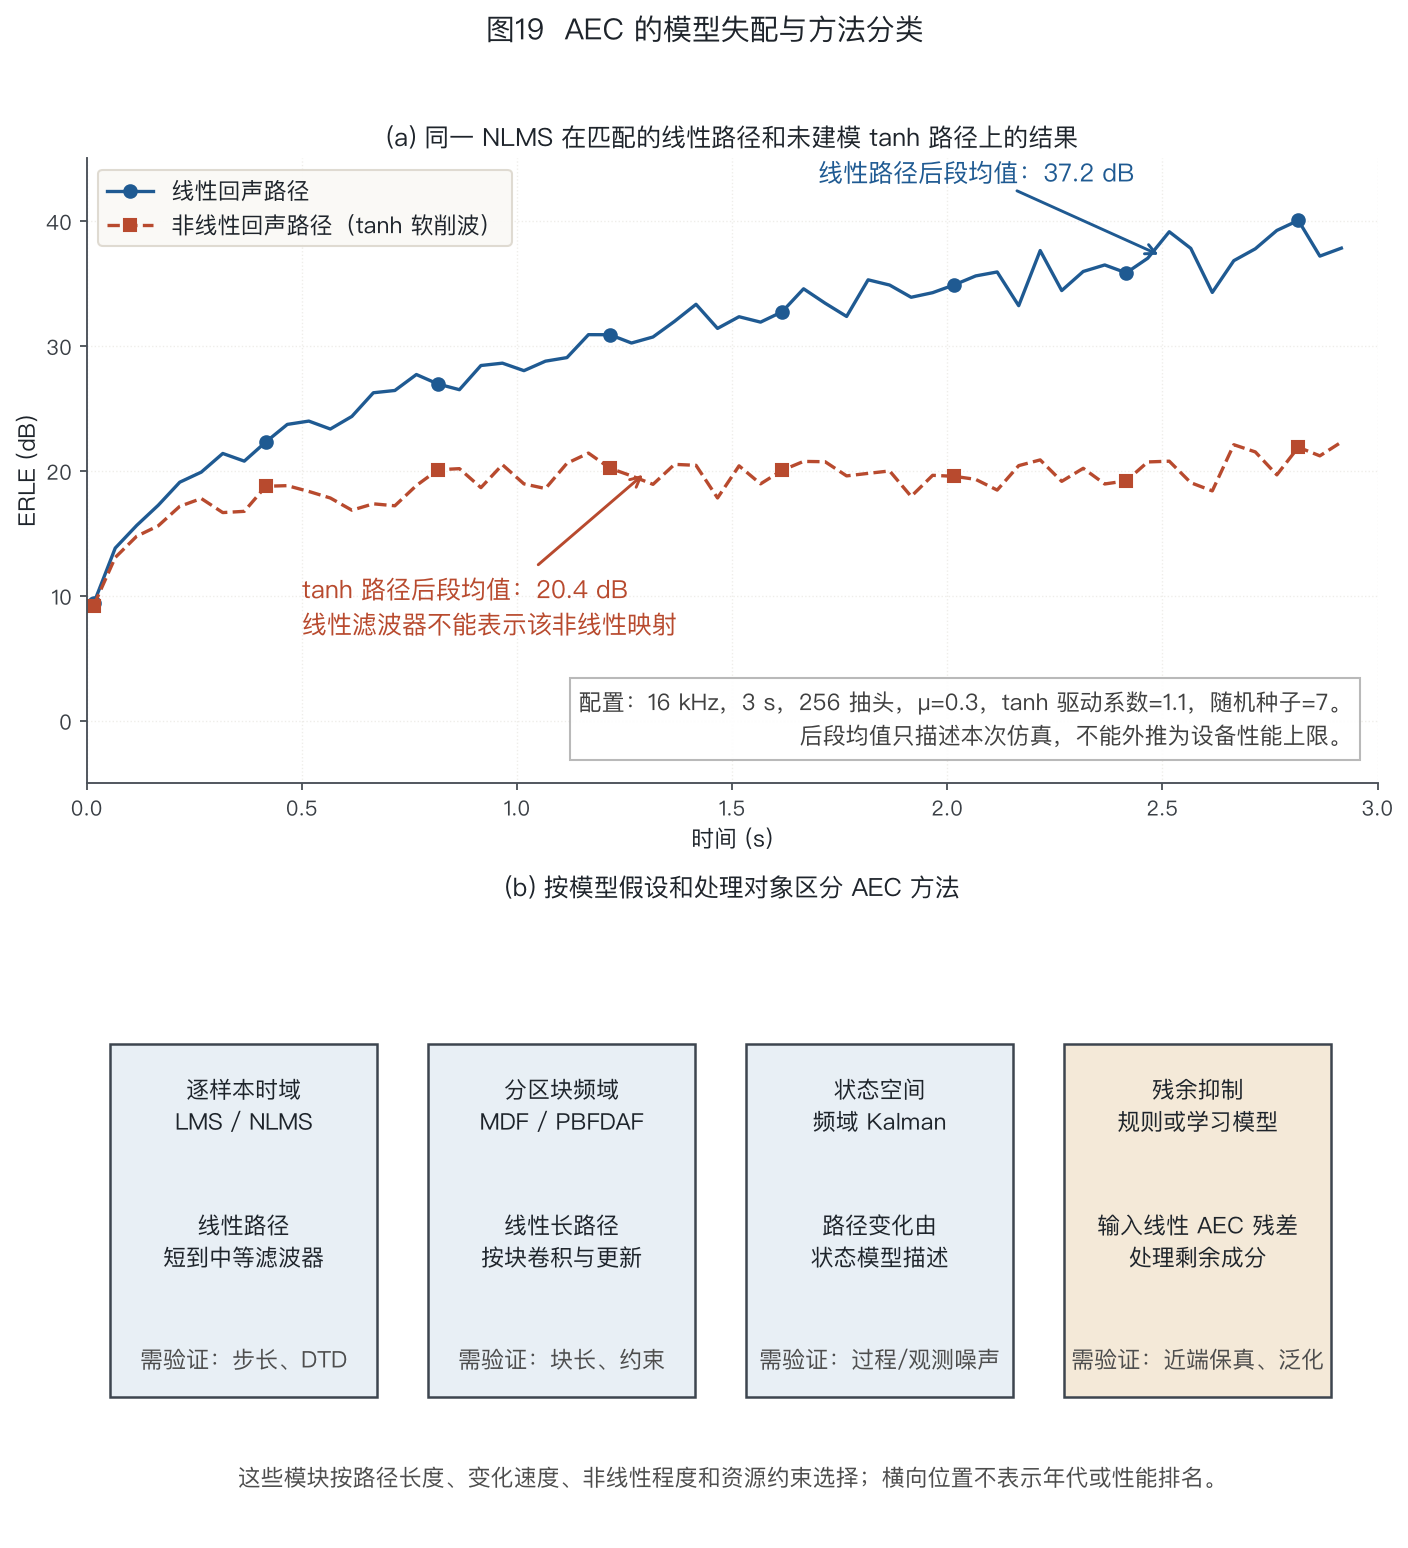 图19 AEC 的模型失配与方法分类
(a) 同一 NLMS 在匹配的线性路径和未建模 tanh 路径上的结果
线性路径后段均值：37.2 dB
线性回声路径
非线性回声路径（tanh 软削波）
40
30
20
10
0
ERLE (dB)
tanh 路径后段均值：20.4 dB
线性滤波器不能表示该非线性映射
配置：16 kHz，3 s，256 抽头，μ=0.3，tanh 驱动系数=1.1，随机种子=7。
后段均值只描述本次仿真，不能外推为设备性能上限。
0.0 0.5 1.0 1.5 2.0 2.5 3.0
时间 (s)
(b) 按模型假设和处理对象区分 AEC 方法
逐样本时域
LMS / NLMS
线性路径
短到中等滤波器
需验证：步长、DTD
分区块频域
MDF / PBFDAF
线性长路径
按块卷积与更新
需验证：块长、约束
状态空间
频域 Kalman
路径变化由
状态模型描述
需验证：过程/观测噪声
残余抑制
规则或学习模型
输入线性 AEC 残差
处理剩余成分
需验证：近端保真、泛化
这些模块按路径长度、变化速度、非线性程度和资源约束选择；横向位置不表示年代或性能排名。